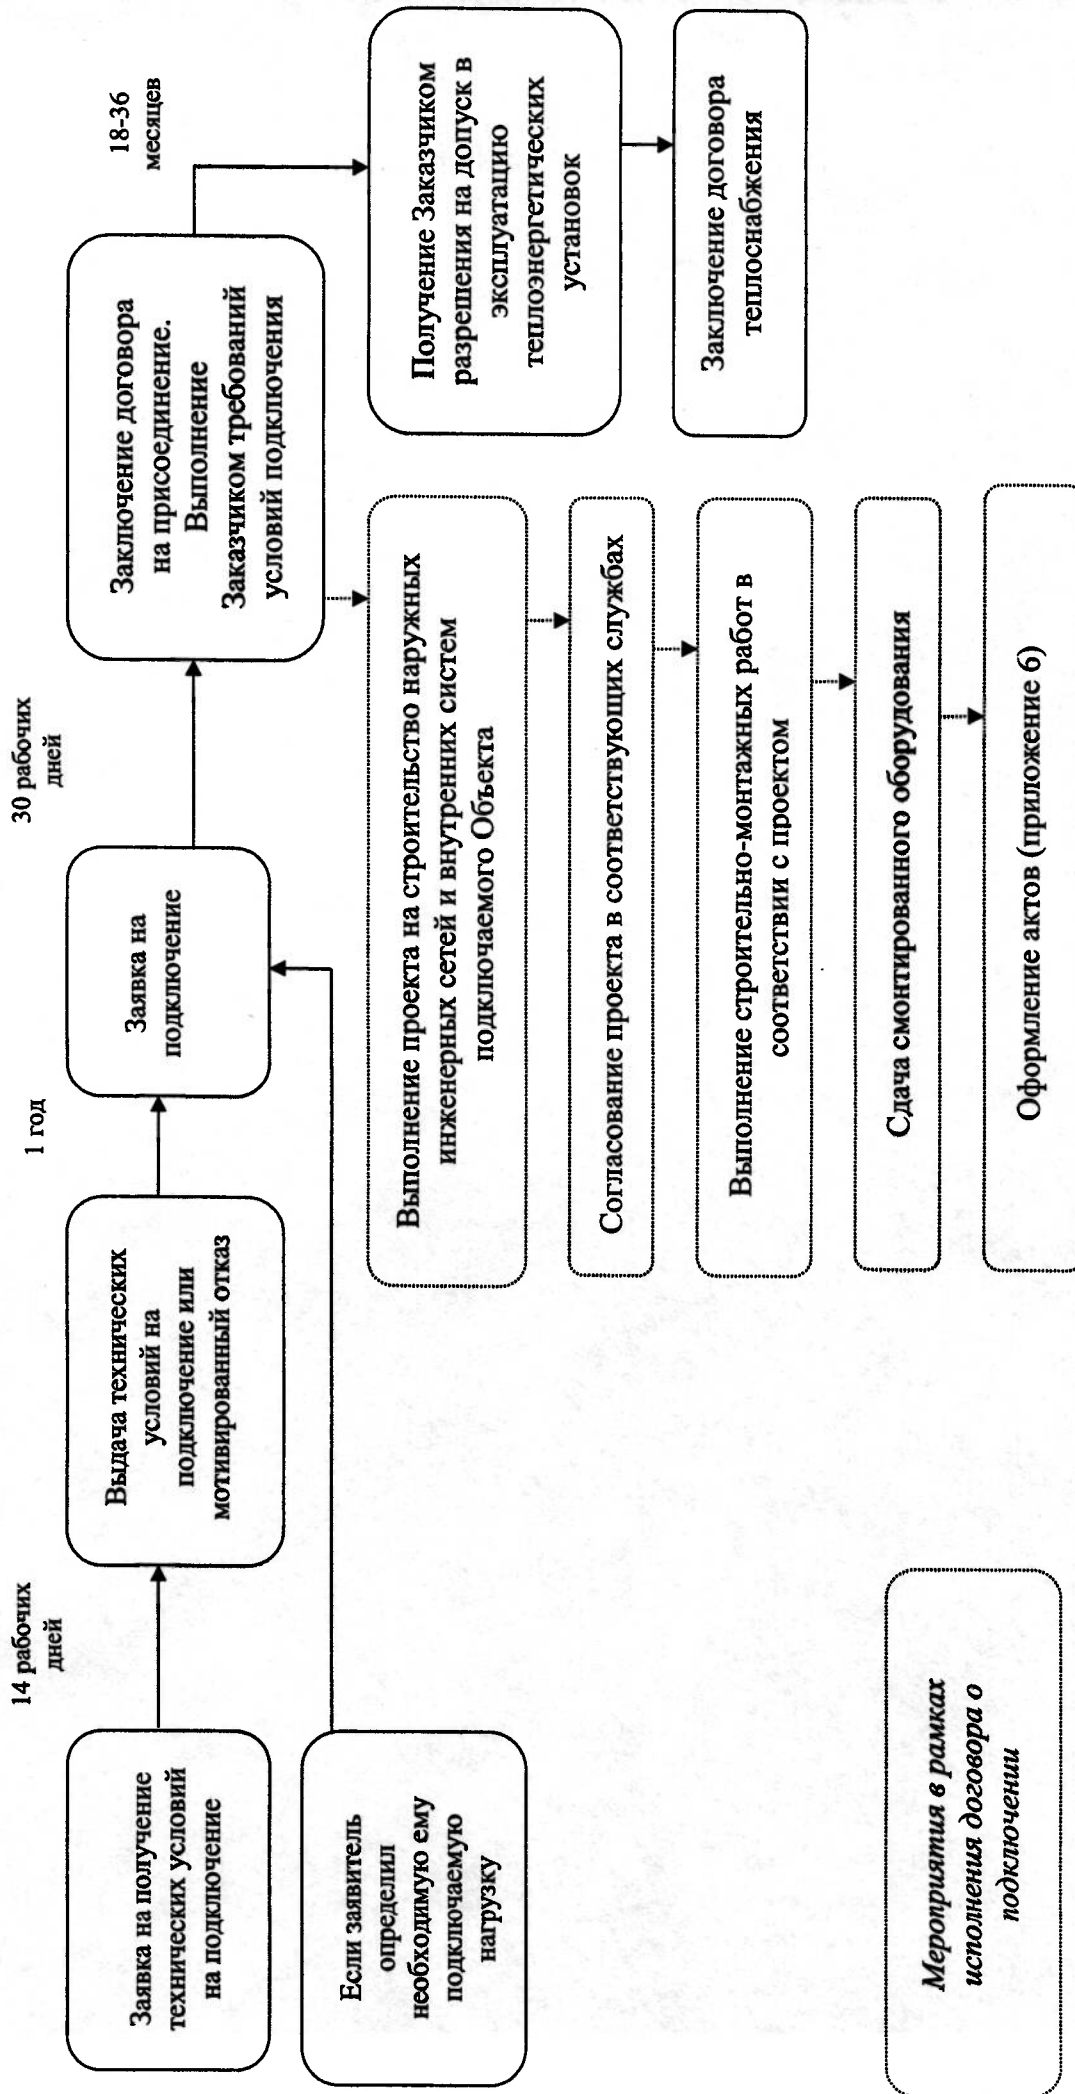 14 рабочих
дней
1 год
30 рабочих
дней
18-36
месяцев
Заявка на получение
технических условий
на подключение
Выдача технических
условий на
подключение или
мотивированный отказ
Заявка на
подключение
Заключение договора
на присоединение.
Выполнение
Заказчиком требований
условий подключения
Если заявитель
определил
необходимую ему
подключаемую
нагрузку
Выполнение проекта на строительство наружных
инженерных сетей и внутренних систем
подключаемого Объекта
Согласование проекта в соответствующих службах
Выполнение строительно-монтажных работ в
соответствии с проектом
Сдача смонтированного оборудования
Оформление актов (приложение 6)
Получение Заказчиком
разрешения на допуск в
эксплуатацию
теплоэнергетических
установок
Заключение договора
теплоснабжения
Мероприятия в рамках
исполнения договора о
подключении